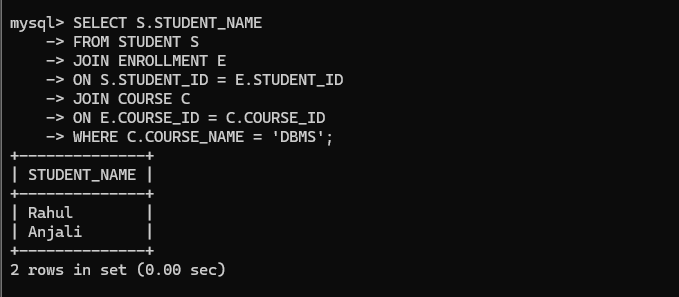 mysql> SELECT S.STUDENT_NAME
    -> FROM STUDENT S
    -> JOIN ENROLLMENT E
    -> ON S.STUDENT_ID = E.STUDENT_ID
    -> JOIN COURSE C
    -> ON E.COURSE_ID = C.COURSE_ID
    -> WHERE C.COURSE_NAME = 'DBMS';
+--------------+
| STUDENT_NAME |
+--------------+
| Rahul        |
| Anjali       |
+--------------+
2 rows in set (0.00 sec)